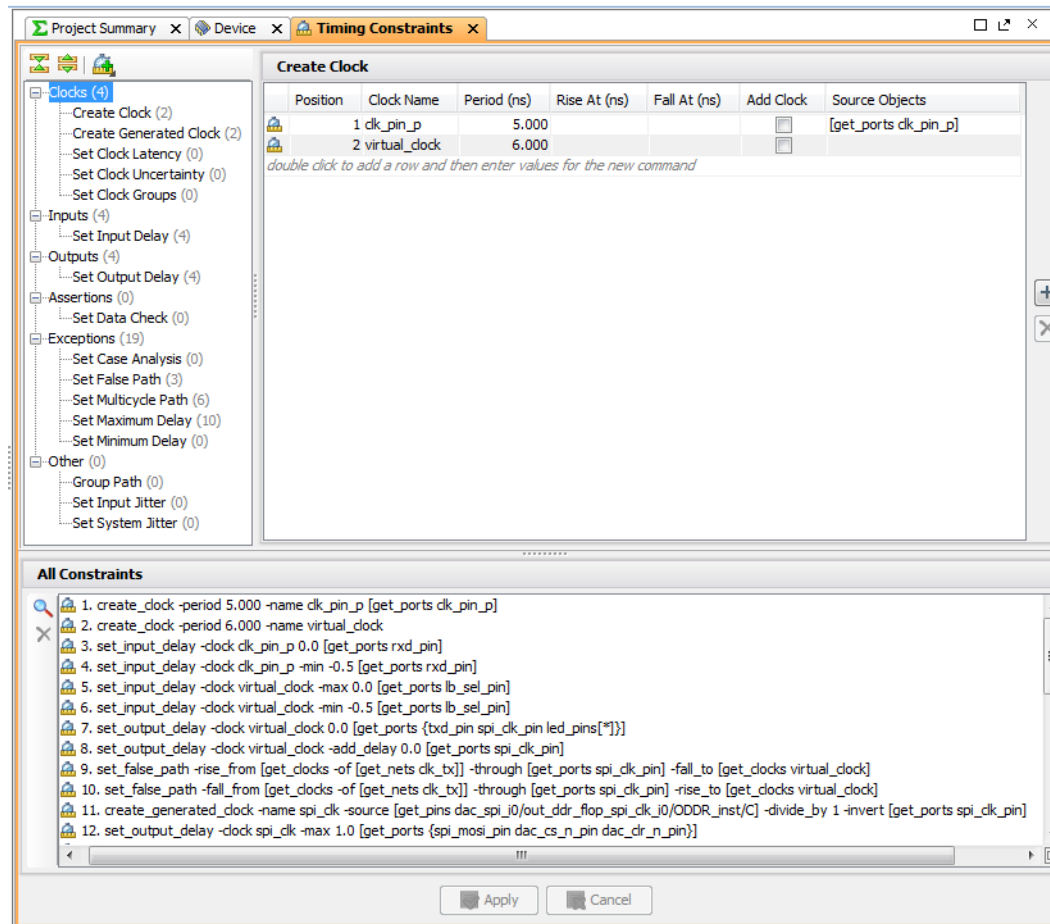 Project Summary
Device
Timing Constraints
Clocks (4)
Create Clock (2)
Create Generated Clock (2)
Set Clock Latency (0)
Set Clock Uncertainty (0)
Set Clock Groups (0)
Inputs (4)
Set Input Delay (4)
Outputs (4)
Set Output Delay (4)
Assertions (0)
Set Data Check (0)
Exceptions (19)
Set Case Analysis (0)
Set False Path (3)
Set Multicycle Path (6)
Set Maximum Delay (10)
Set Minimum Delay (0)
Other (0)
Group Path (0)
Set Input Jitter (0)
Set System Jitter (0)
Create Clock
Position Clock Name Period (ns) Rise At (ns) Fall At (ns) Add Clock Source Objects
1 clk_pin_p 5.000 [get_ports clk_pin_p]
2 virtual_clock 6.000
double click to add a row and then enter values for the new command
All Constraints
1. create_clock -period 5.000 -name clk_pin_p [get_ports clk_pin_p]
2. create_clock -period 6.000 -name virtual_clock
3. set_input_delay -clock clk_pin_p 0.0 [get_ports rxd_pin]
4. set_input_delay -clock clk_pin_p -min -0.5 [get_ports rxd_pin]
5. set_input_delay -clock virtual_clock -max 0.0 [get_ports lb_sel_pin]
6. set_input_delay -clock virtual_clock -min -0.5 [get_ports lb_sel_pin]
7. set_output_delay -clock virtual_clock 0.0 [get_ports {txd_pin spi_clk_pin led_pins[*]}]
8. set_output_delay -clock virtual_clock -add_delay 0.0 [get_ports spi_clk_pin]
9. set_false_path -rise_from [get_clocks -of [get_nets clk_tx]] -through [get_ports spi_clk_pin] -fall_to [get_clocks virtual_clock]
10. set_false_path -fall_from [get_clocks -of [get_nets clk_tx]] -through [get_ports spi_clk_pin] -rise_to [get_clocks virtual_clock]
11. create_generated_clock -name spi_clk -source [get_pins dac_spi_i0/out_ddr_flop_spi_clk_i0/ODDR_inst/C] -divide_by 1 -invert [get_ports spi_clk_pin]
12. set_output_delay -clock spi_clk -max 1.0 [get_ports {spi_mosi_pin dac_cs_n_pin dac_clr_n_pin}]
Apply
Cancel